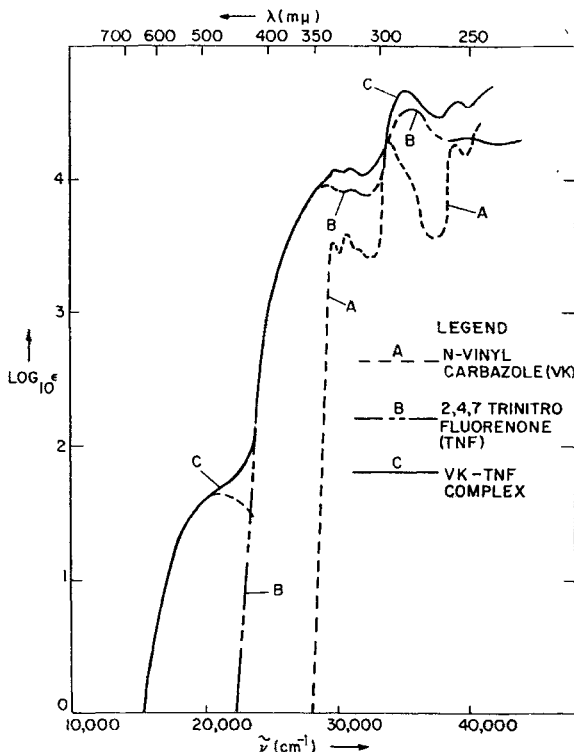 λ(mμ)
700 600 500 400 350 300 250
C
B
A
4
B
A
3
LEGEND
A N-VINYL
CARBAZOLE(VK)
LOG₁₀ε
B 2,4,7 TRINITRO
FLUORENONE
(TNF)
2
C
C VK-TNF
COMPLEX
1
B
0
10,000 20,000 30,000 40,000
ν̃(cm⁻¹)